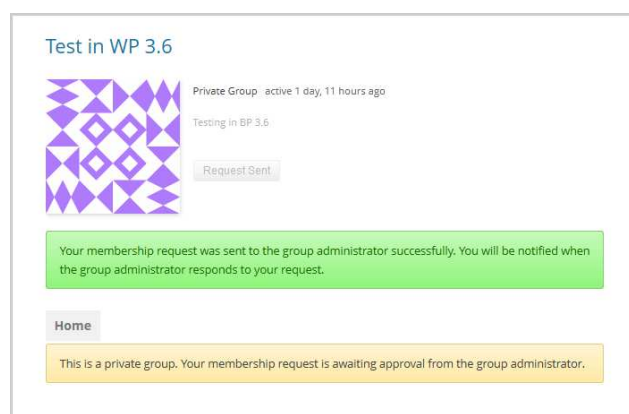 Test in WP 3.6
Private Group active 1 day, 11 hours ago
Testing in BP 3.6
Request Sent
Your membership request was sent to the group administrator successfully. You will be notified when
the group administrator responds to your request.
Home
This is a private group. Your membership request is awaiting approval from the group administrator.